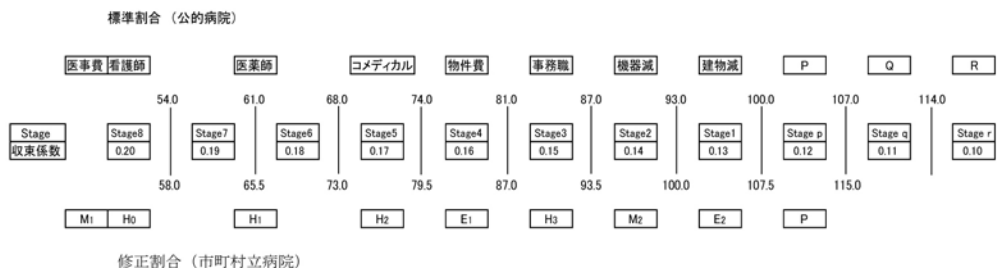 標準割合（公的病院）
医事費 看護師 医薬師 コメディカル 物件費 事務職 機器減 建物減 P Q R
54.0 61.0 68.0 74.0 81.0 87.0 93.0 100.0 107.0 114.0
Stage Stage8 Stage7 Stage6 Stage5 Stage4 Stage3 Stage2 Stage1 Stage p Stage q Stage r
収束係数 0.20 0.19 0.18 0.17 0.16 0.15 0.14 0.13 0.12 0.11 0.10
58.0 65.5 73.0 79.5 87.0 93.5 100.0 107.5 115.0
M1 H0 H1 H2 E1 H3 M2 E2 P
修正割合（市町村立病院）